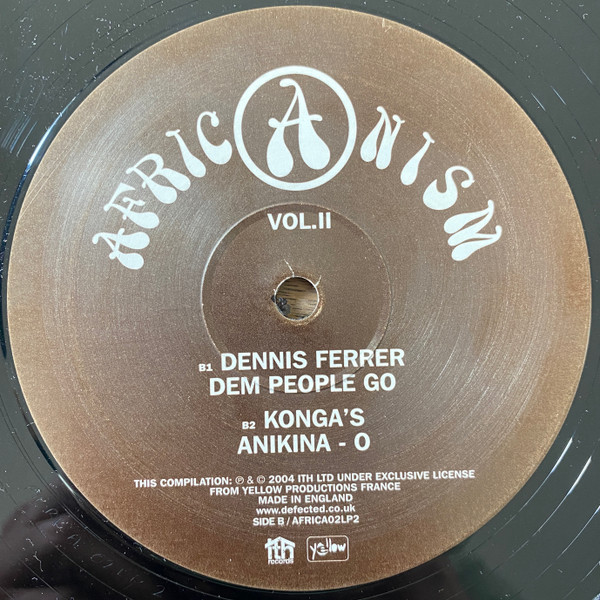 AFRICANISM
VOL.II
B1 DENNIS FERRER
DEM PEOPLE GO
B2 KONGA'S
ANIKINA - O
THIS COMPILATION: ℗ & © 2004 ITH LTD UNDER EXCLUSIVE LICENSE
FROM YELLOW PRODUCTIONS FRANCE
MADE IN ENGLAND
www.defected.co.uk
SIDE B / AFRICA02LP2
ith
records
yellow